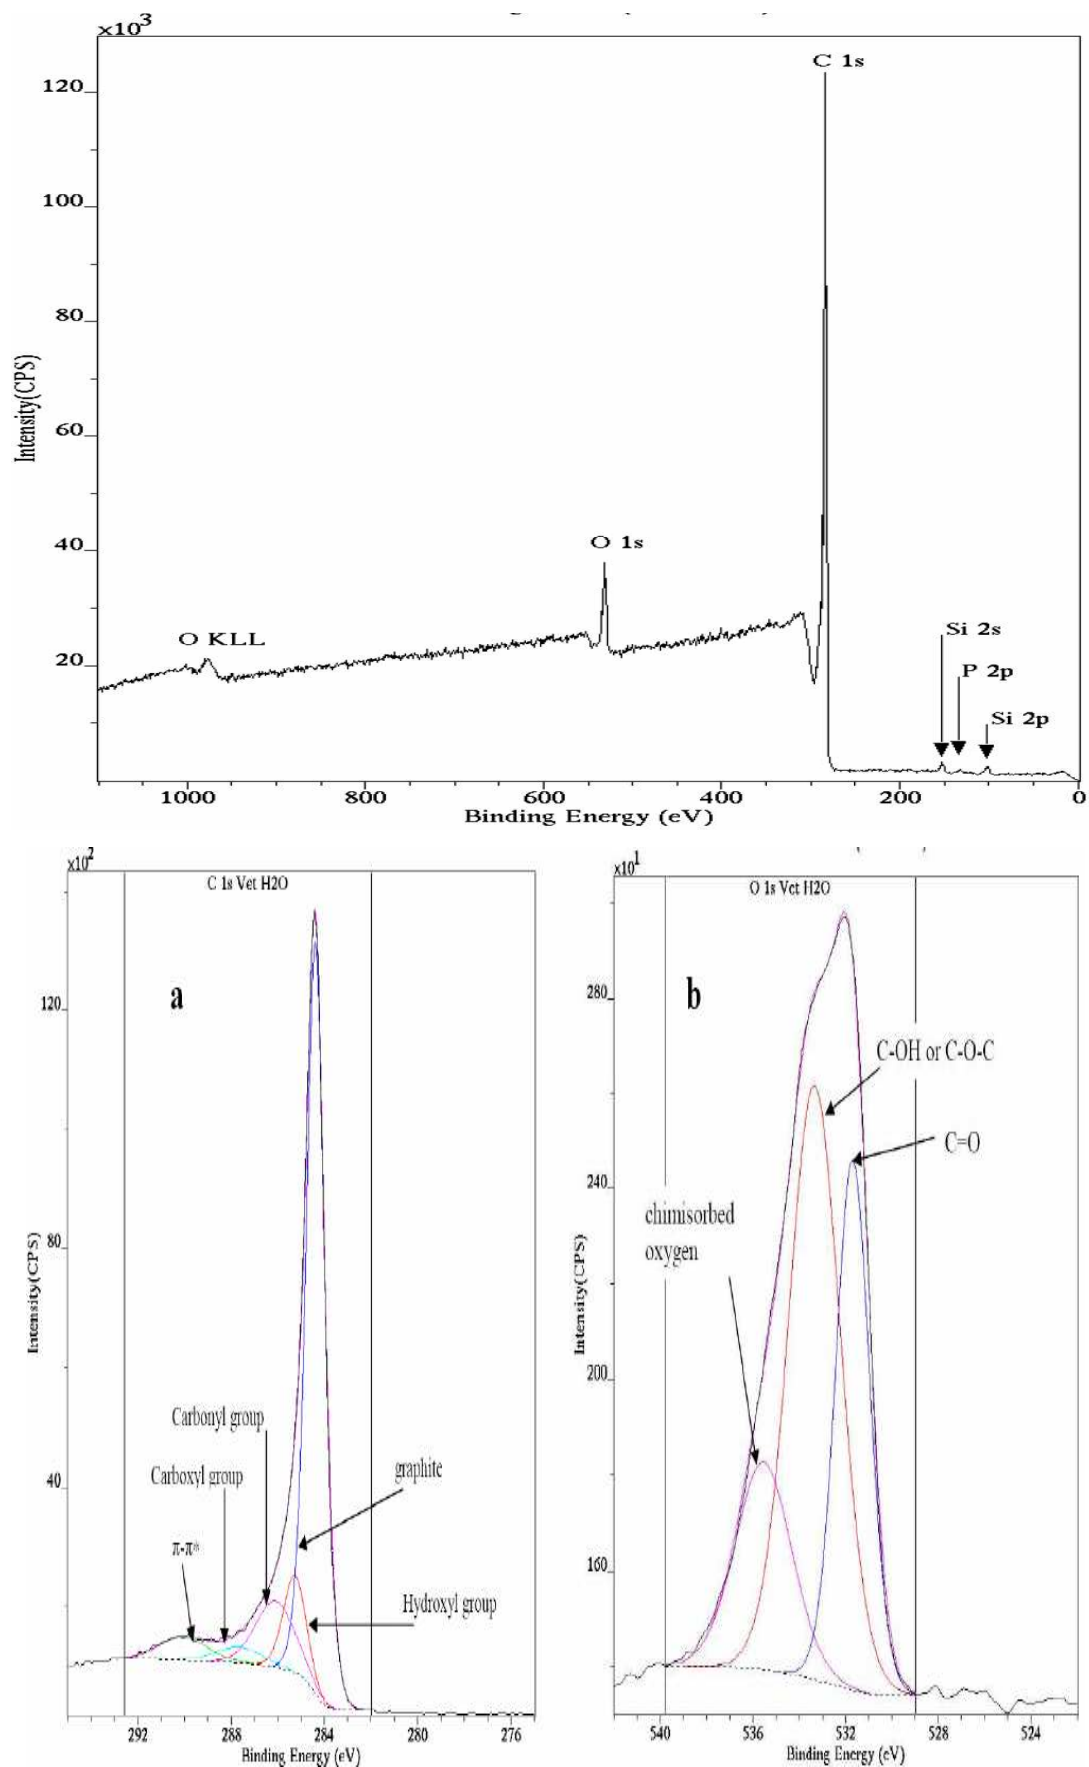 x10³
C 1s
120
100
80
Intensity(CPS)
60
O 1s
40
O KLL
Si 2s
20
P 2p
Si 2p
1000 800 600 400 200 0
Binding Energy (eV)
x10²
C 1s Vct H2O
a
120
80
Intensity(CPS)
Carbonyl group
Carboxyl group
graphite
40
π-π*
Hydroxyl group
292 288 284 280 276
Binding Energy (eV)
x10¹
O 1s Vct H2O
b
280
C-OH or C-O-C
C=O
240
chimisorbed
oxygen
Intensity(CPS)
200
160
540 536 532 528 524
Binding Energy (eV)